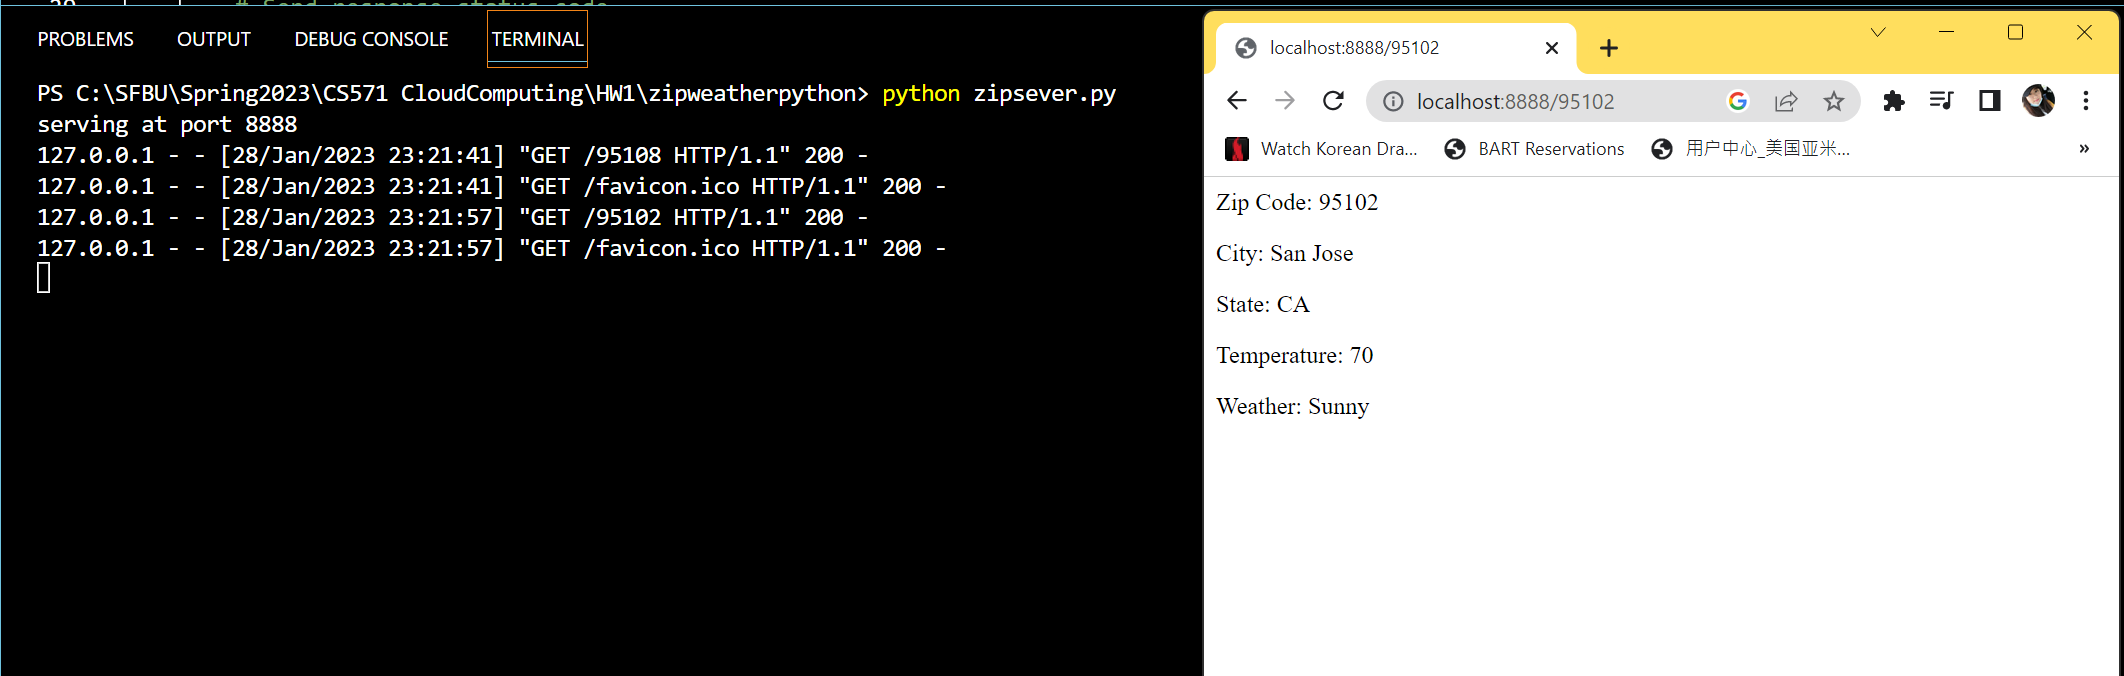 # Send response status code
PROBLEMS OUTPUT DEBUG CONSOLE TERMINAL
PS C:\SFBU\Spring2023\CS571 CloudComputing\HW1\zipweatherpython> python zipsever.py
serving at port 8888
127.0.0.1 - - [28/Jan/2023 23:21:41] "GET /95108 HTTP/1.1" 200 -
127.0.0.1 - - [28/Jan/2023 23:21:41] "GET /favicon.ico HTTP/1.1" 200 -
127.0.0.1 - - [28/Jan/2023 23:21:57] "GET /95102 HTTP/1.1" 200 -
127.0.0.1 - - [28/Jan/2023 23:21:57] "GET /favicon.ico HTTP/1.1" 200 -
localhost:8888/95102
localhost:8888/95102
Watch Korean Dra... BART Reservations 用户中心_美国亚米... »
Zip Code: 95102
City: San Jose
State: CA
Temperature: 70
Weather: Sunny